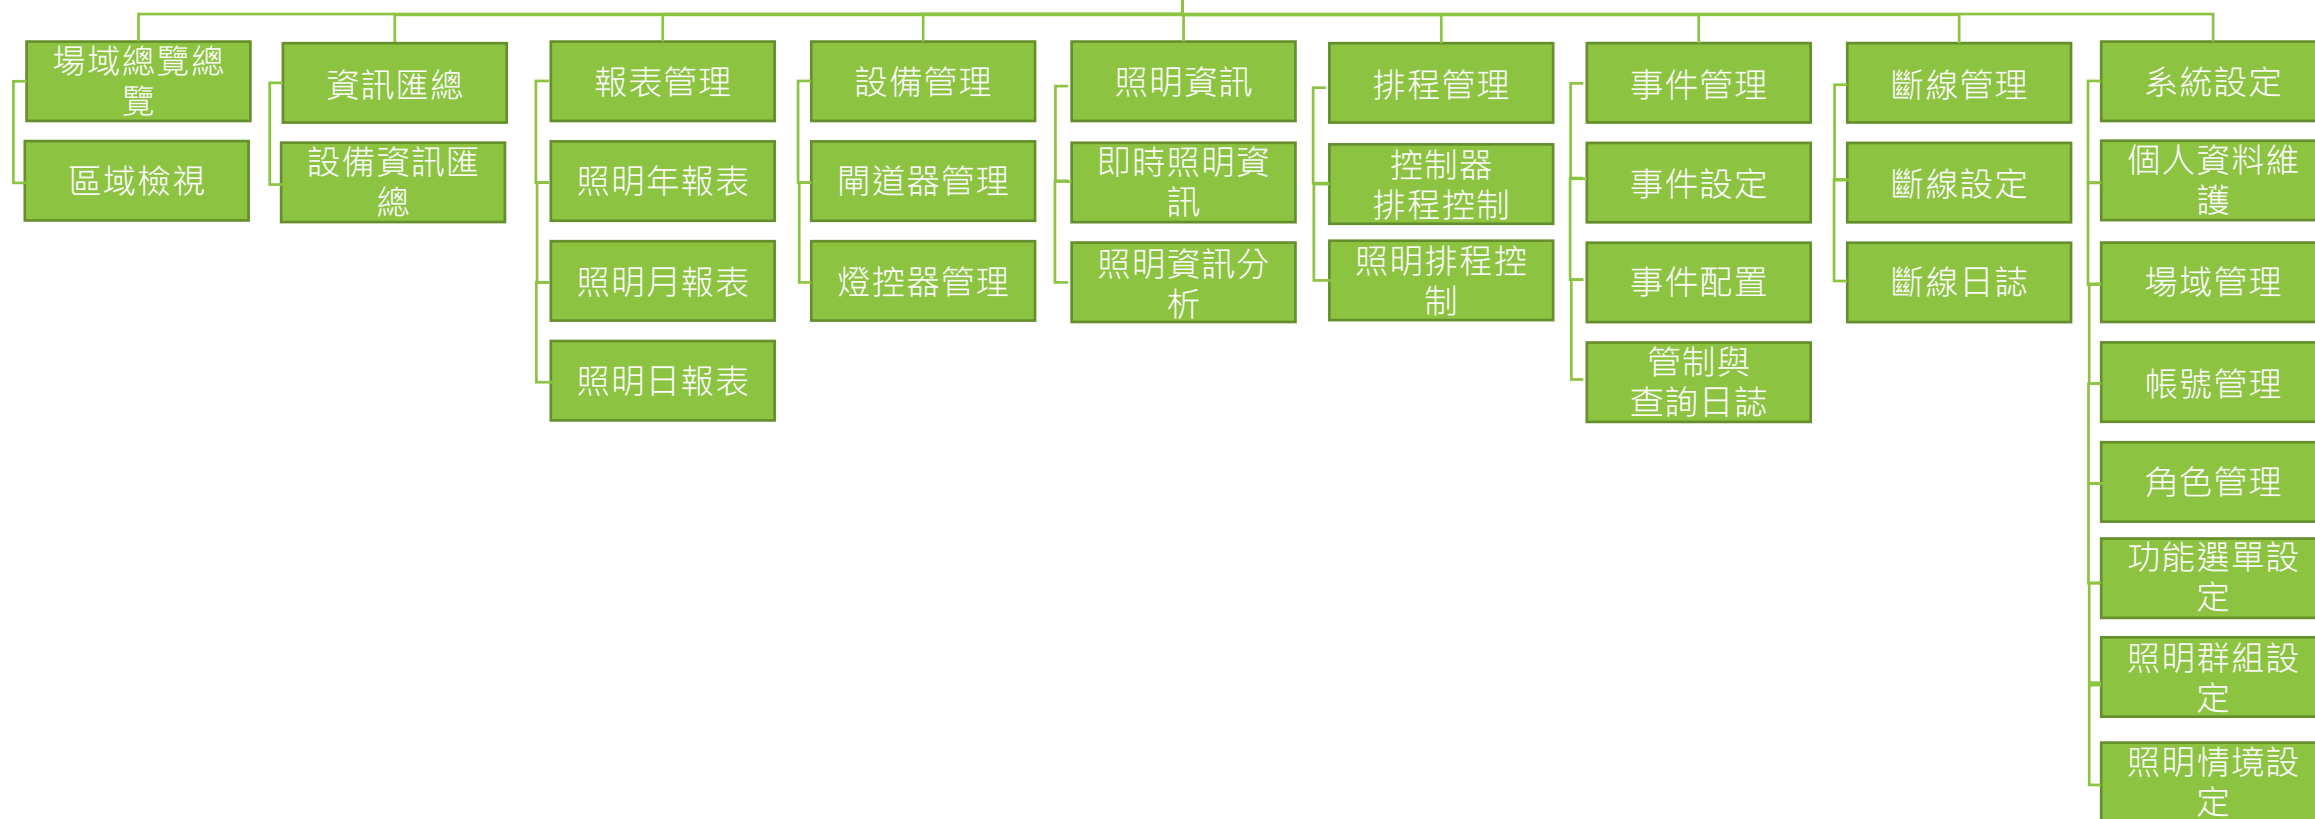 場域總覽總
覽
區域檢視
資訊匯總
設備資訊匯
總
報表管理
照明年報表
照明月報表
照明日報表
設備管理
閘道器管理
燈控器管理
照明資訊
即時照明資
訊
照明資訊分
析
排程管理
控制器
排程控制
照明排程控
制
事件管理
事件設定
事件配置
管制與
查詢日誌
斷線管理
斷線設定
斷線日誌
系統設定
個人資料維
護
場域管理
帳號管理
角色管理
功能選單設
定
照明群組設
定
照明情境設
定